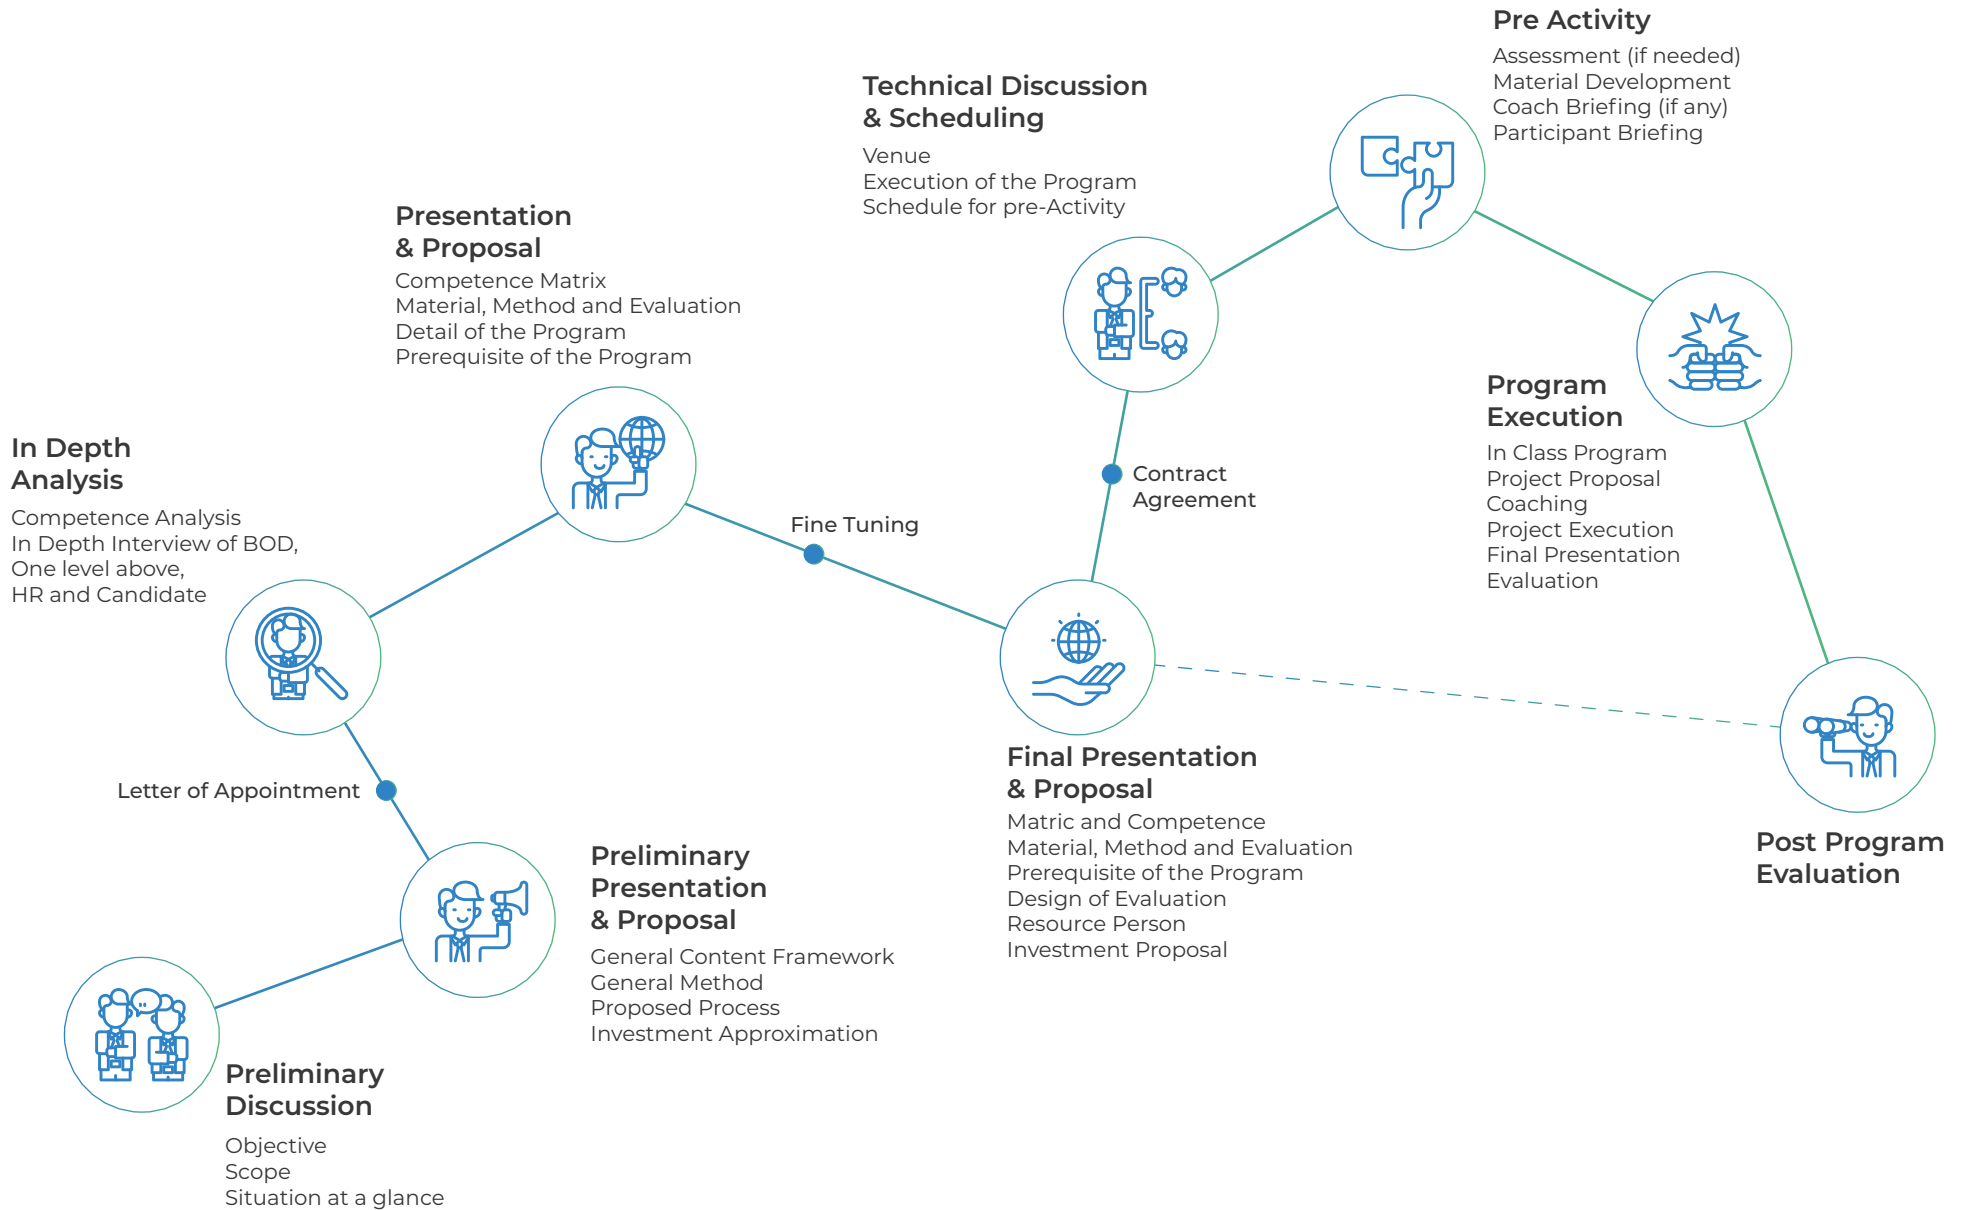 Pre Activity
Assessment (if needed)
Material Development
Coach Briefing (if any)
Participant Briefing
Technical Discussion
& Scheduling
Venue
Execution of the Program
Schedule for pre-Activity
Presentation
& Proposal
Competence Matrix
Material, Method and Evaluation
Detail of the Program
Prerequisite of the Program
Program
Execution
In Class Program
Project Proposal
Coaching
Project Execution
Final Presentation
Evaluation
In Depth
Analysis
Competence Analysis
In Depth Interview of BOD,
One level above,
HR and Candidate
Contract
Agreement
Fine Tuning
Letter of Appointment
Final Presentation
& Proposal
Matric and Competence
Material, Method and Evaluation
Prerequisite of the Program
Design of Evaluation
Resource Person
Investment Proposal
Post Program
Evaluation
Preliminary
Presentation
& Proposal
General Content Framework
General Method
Proposed Process
Investment Approximation
Preliminary
Discussion
Objective
Scope
Situation at a glance